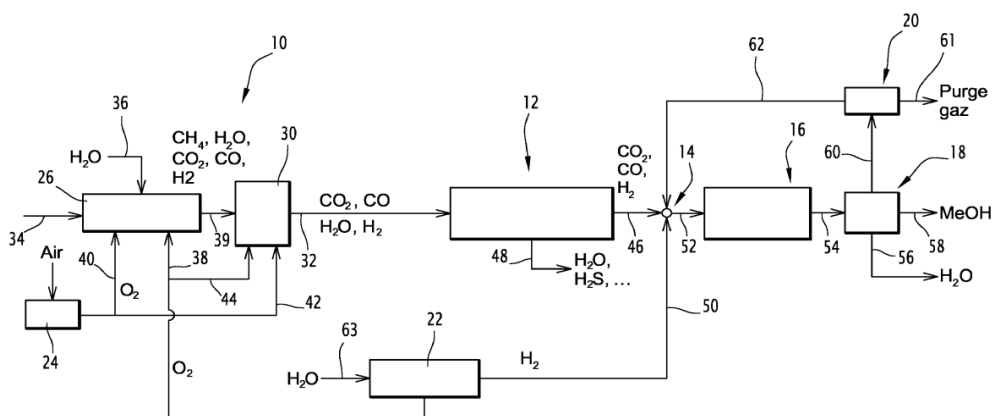 10
20
61
62
Purge
gaz
36
30
12
CH₄, H₂O,
CO₂, CO,
H2
H₂O
26
CO₂,
CO,
H₂
14
16
60
18
CO₂, CO
H₂O, H₂
MeOH
34
39
32
48
46
52
54
56
58
Air
40
38
O₂
44
42
H₂O,
H₂S, ...
H₂O
50
24
O₂
63
22
H₂O
H₂